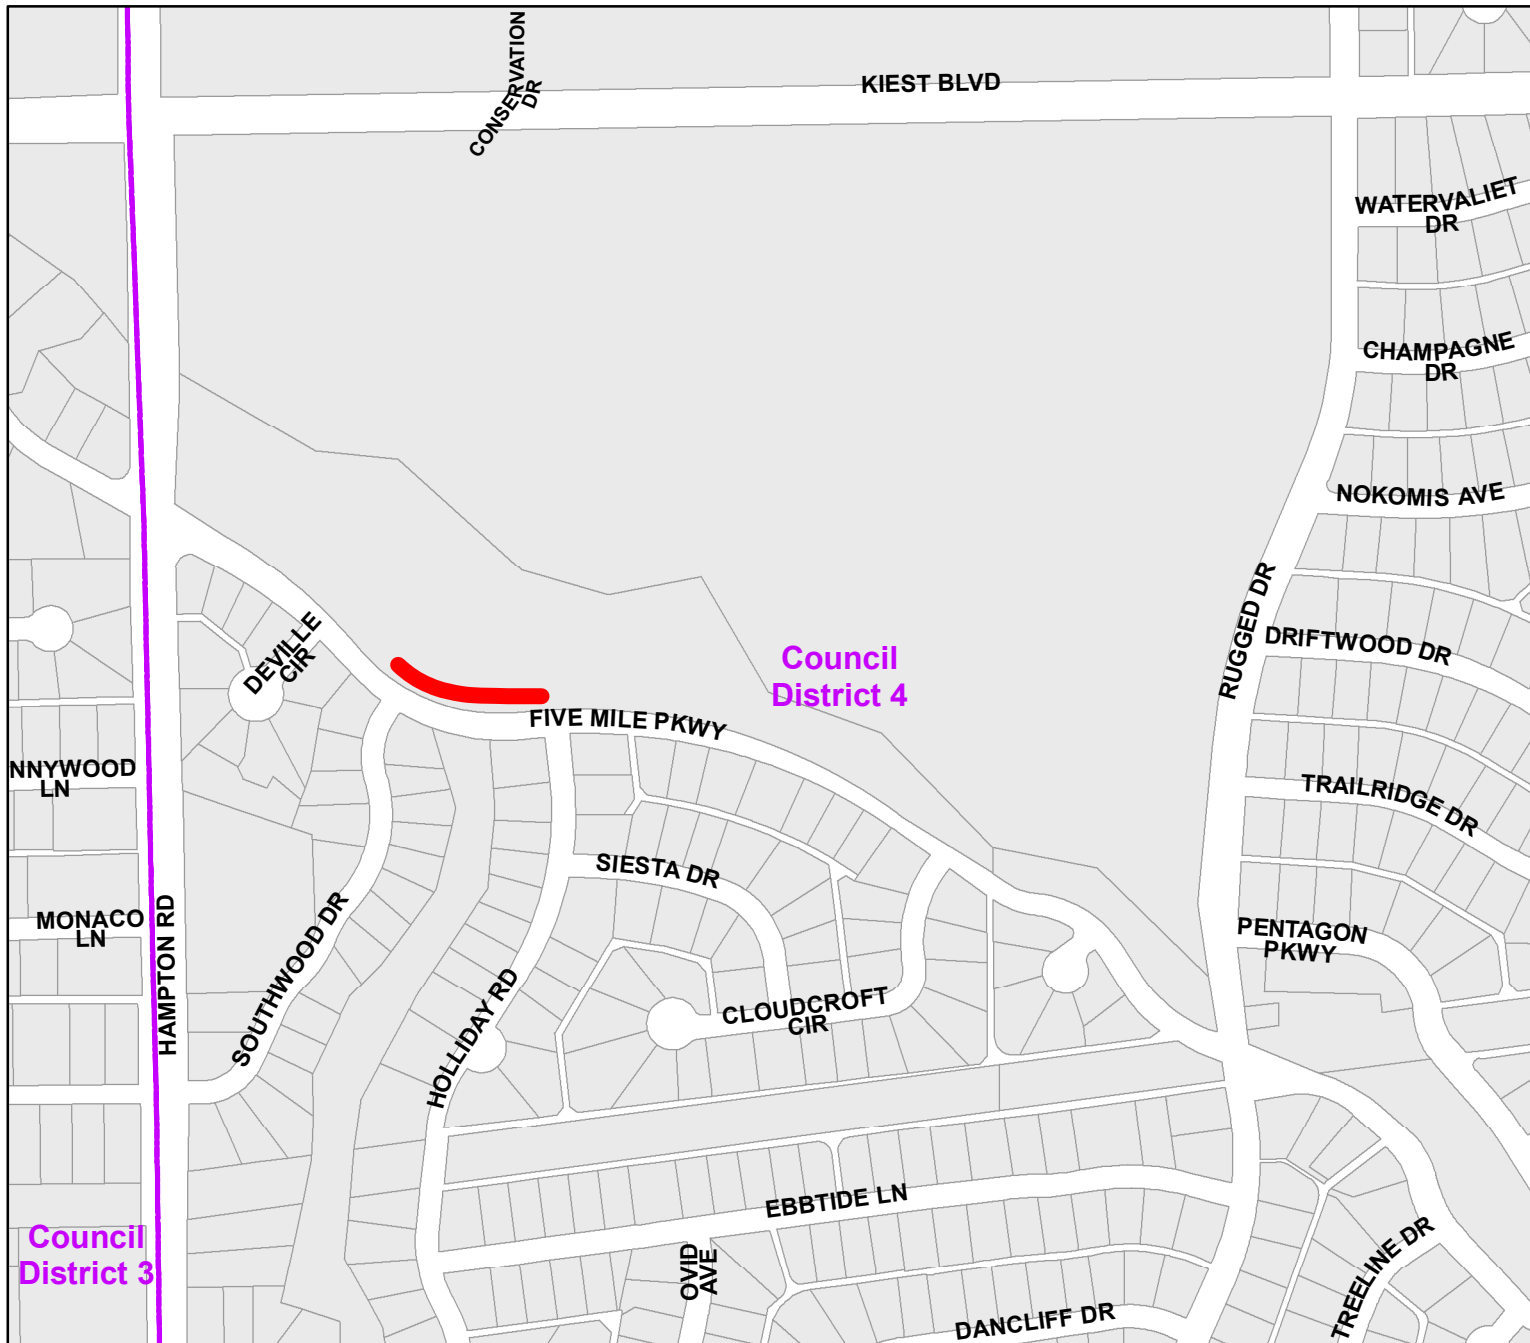 CONSERVATION
DR
KIEST BLVD
WATERVALIET
DR
CHAMPAGNE
DR
NOKOMIS AVE
RUGGED DR
DRIFTWOOD DR
DEVILLE
CIR
Council
District 4
FIVE MILE PKWY
NNYWOOD
LN
TRAILRIDGE DR
SIESTA DR
MONACO
LN
HAMPTON RD
SOUTHWOOD DR
PENTAGON
PKWY
HOLLIDAY RD
CLOUDCROFT
CIR
EBBTIDE LN
Council
District 3
OVID
AVE
TREELINE DR
DANCLIFF DR